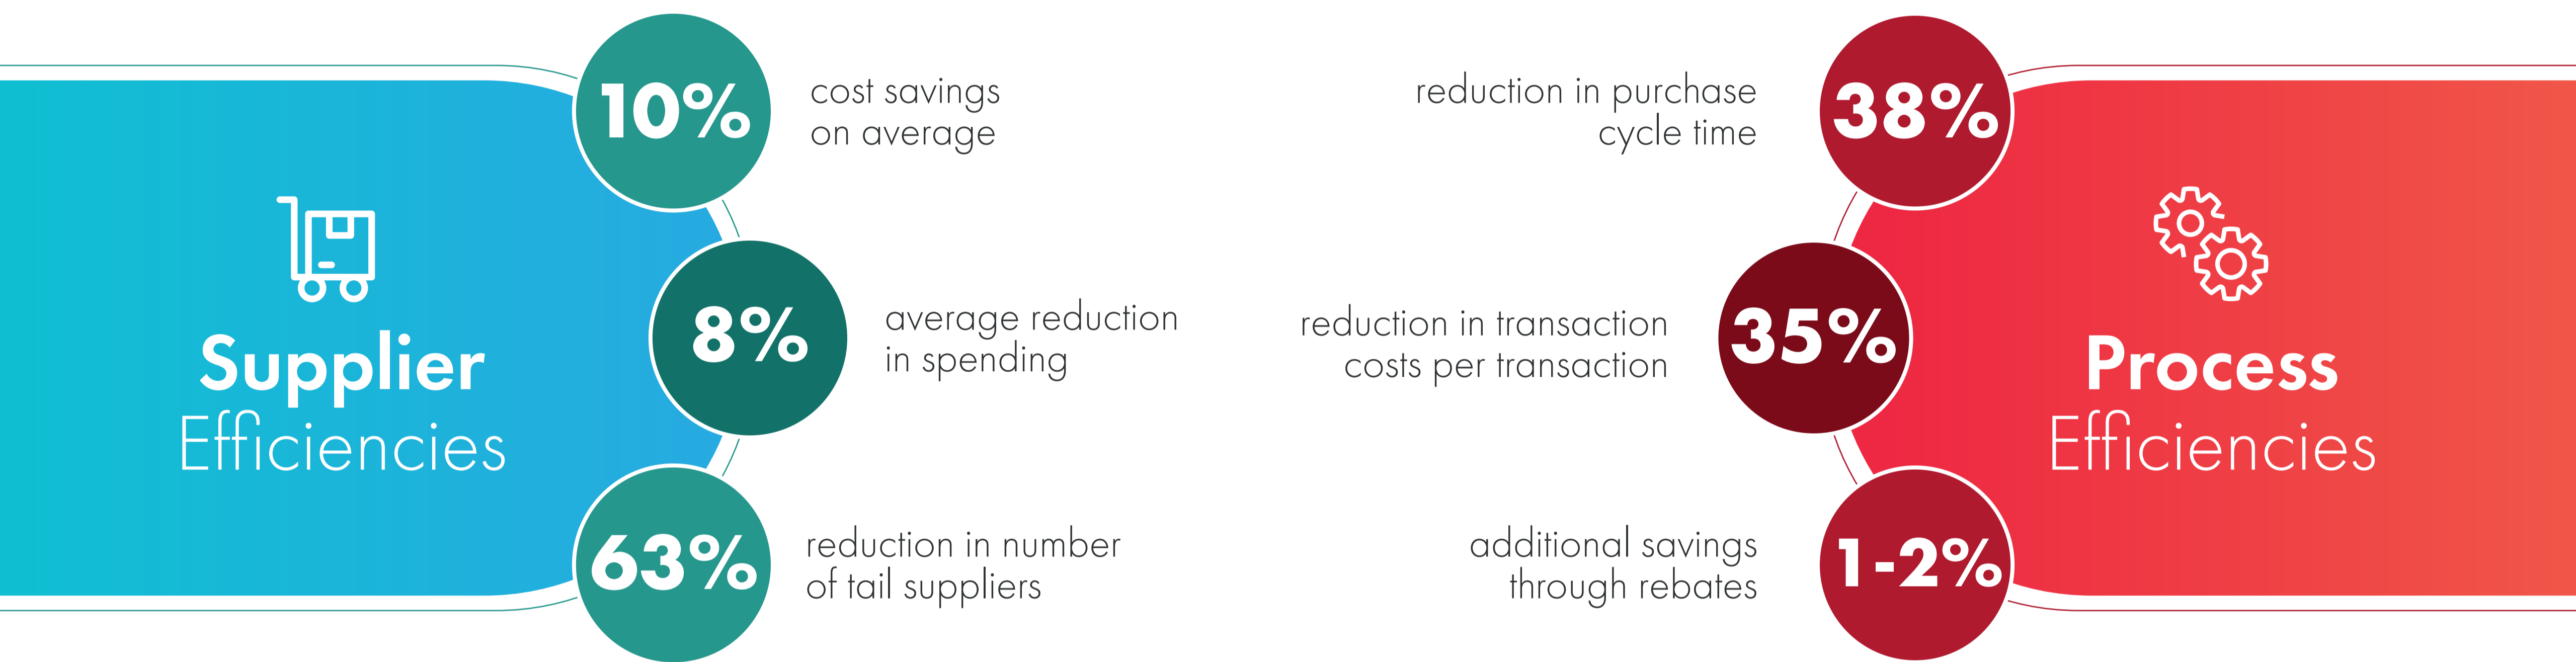 Supplier
Efficiencies
10%
cost savings
on average
8%
average reduction
in spending
63%
reduction in number
of tail suppliers
reduction in purchase
cycle time
38%
reduction in transaction
costs per transaction
35%
additional savings
through rebates
1-2%
Process
Efficiencies